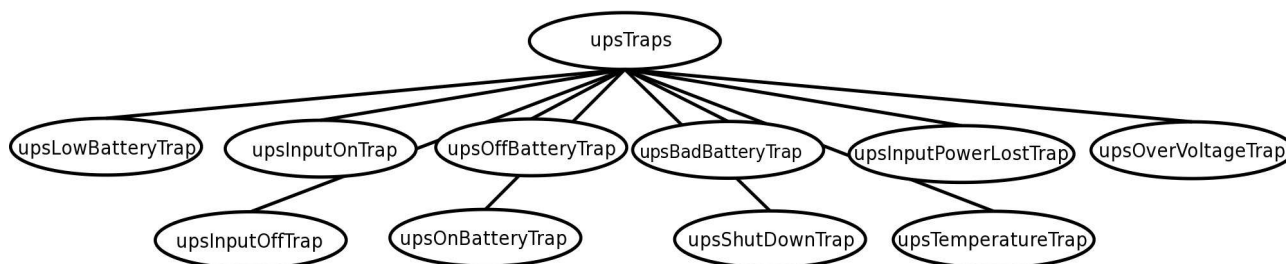 upsTraps
upsLowBatteryTrap
upsInputOnTrap
upsOffBatteryTrap
upsBadBatteryTrap
upsInputPowerLostTrap
upsOverVoltageTrap
upsInputOffTrap
upsOnBatteryTrap
upsShutDownTrap
upsTemperatureTrap